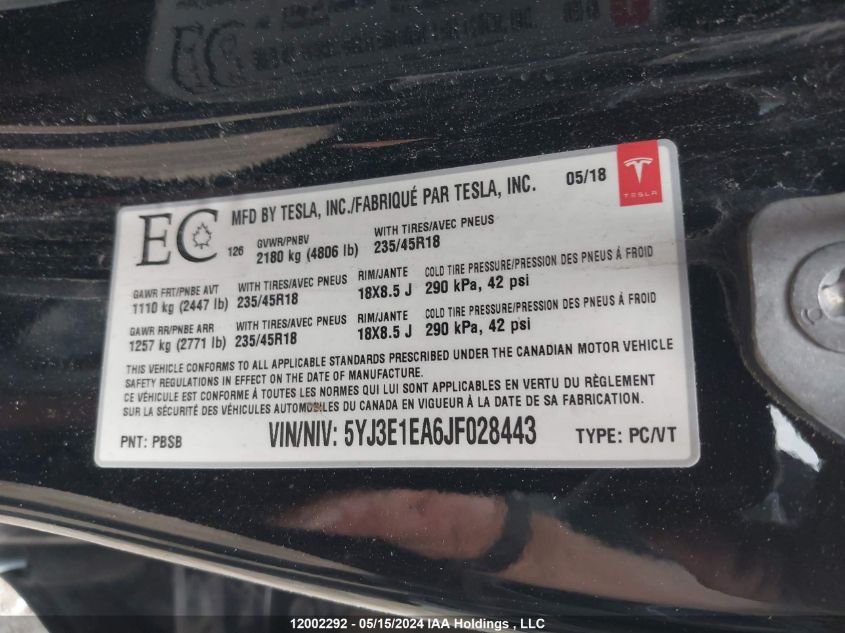 MFD BY TESLA, INC./FABRIQUÉ PAR TESLA, INC. 05/18
TESLA
EC 126
GVWR/PNBV WITH TIRES/AVEC PNEUS
2180 kg (4806 lb) 235/45R18
GAWR FRT/PNBE AVT WITH TIRES/AVEC PNEUS RIM/JANTE COLD TIRE PRESSURE/PRESSION DES PNEUS À FROID
1110 kg (2447 lb) 235/45R18 18X8.5 J 290 kPa, 42 psi
GAWR RR/PNBE ARR WITH TIRES/AVEC PNEUS RIM/JANTE COLD TIRE PRESSURE/PRESSION DES PNEUS À FROID
1257 kg (2771 lb) 235/45R18 18X8.5 J 290 kPa, 42 psi
THIS VEHICLE CONFORMS TO ALL APPLICABLE STANDARDS PRESCRIBED UNDER THE CANADIAN MOTOR VEHICLE
SAFETY REGULATIONS IN EFFECT ON THE DATE OF MANUFACTURE.
CE VÉHICULE EST CONFORME À TOUTES LES NORMES QUI LUI SONT APPLICABLES EN VERTU DU RÈGLEMENT
SUR LA SÉCURITÉ DES VÉHICULES AUTOMOBILES DU CANADA EN VIGUEUR À LA DATE DE SA FABRICATION.
PNT: PBSB VIN/NIV: 5YJ3E1EA6JF028443 TYPE: PC/VT
12002292 - 05/15/2024 IAA Holdings , LLC